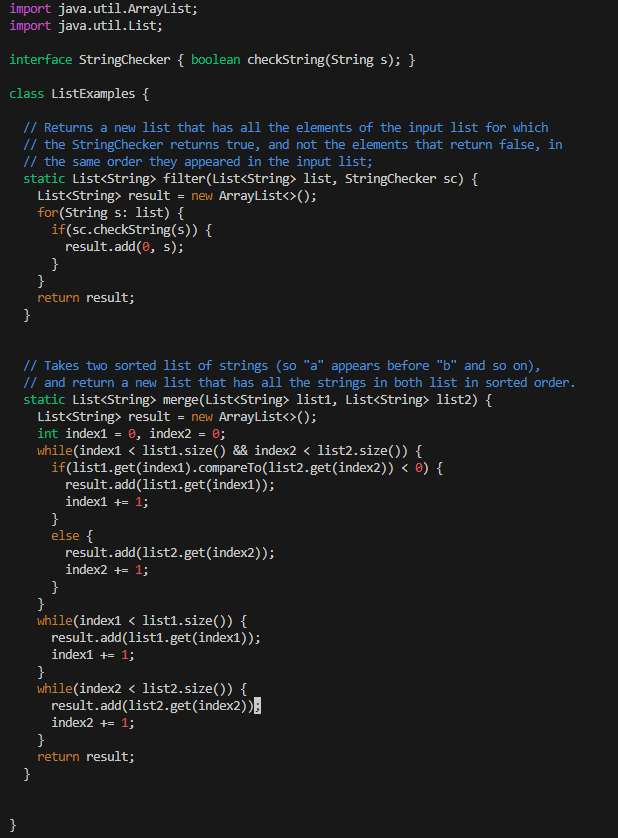 import java.util.ArrayList;
import java.util.List;

interface StringChecker { boolean checkString(String s); }

class ListExamples {

  // Returns a new list that has all the elements of the input list for which
  // the StringChecker returns true, and not the elements that return false, in
  // the same order they appeared in the input list;
  static List<String> filter(List<String> list, StringChecker sc) {
    List<String> result = new ArrayList<>();
    for(String s: list) {
      if(sc.checkString(s)) {
        result.add(0, s);
      }
    }
    return result;
  }


  // Takes two sorted list of strings (so "a" appears before "b" and so on),
  // and return a new list that has all the strings in both list in sorted order.
  static List<String> merge(List<String> list1, List<String> list2) {
    List<String> result = new ArrayList<>();
    int index1 = 0, index2 = 0;
    while(index1 < list1.size() && index2 < list2.size()) {
      if(list1.get(index1).compareTo(list2.get(index2)) < 0) {
        result.add(list1.get(index1));
        index1 += 1;
      }
      else {
        result.add(list2.get(index2));
        index2 += 1;
      }
    }
    while(index1 < list1.size()) {
      result.add(list1.get(index1));
      index1 += 1;
    }
    while(index2 < list2.size()) {
      result.add(list2.get(index2));
      index2 += 1;
    }
    return result;
  }


}